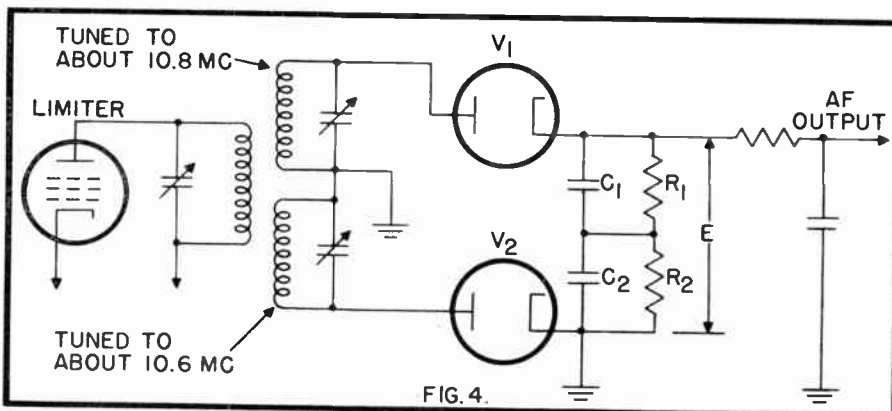 TUNED TO
ABOUT 10.8 MC
LIMITER
V1
AF
OUTPUT
C1
R1
E
V2
C2
R2
TUNED TO
ABOUT 10.6 MC
FIG. 4.